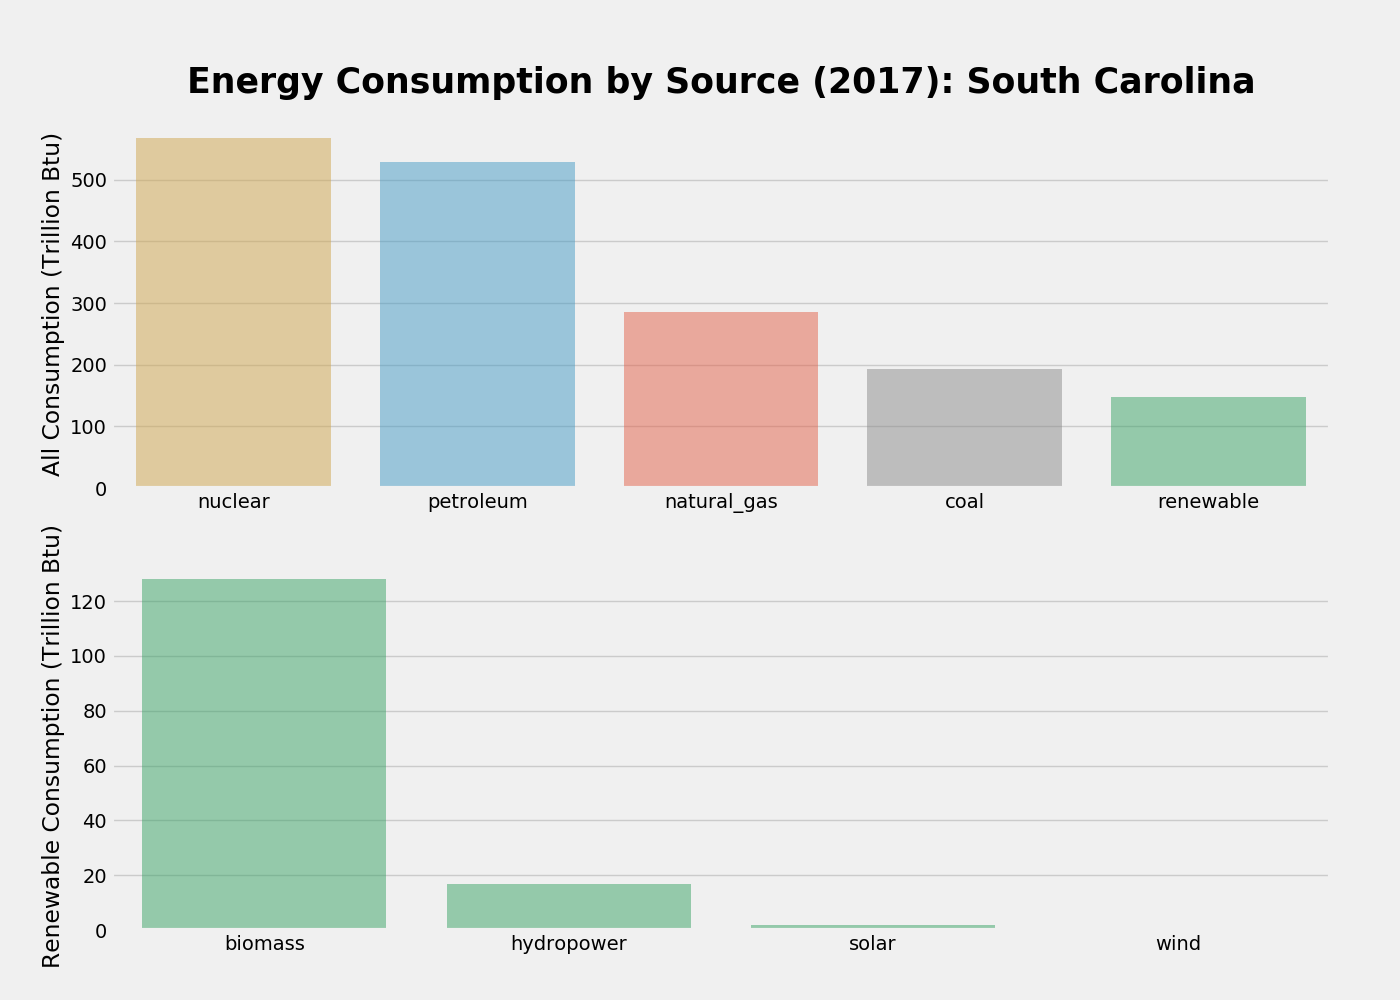 Energy Consumption by Source (2017): South Carolina
All Consumption (Trillion Btu)
500
400
300
200
100
0
nuclear
petroleum
natural_gas
coal
renewable
Renewable Consumption (Trillion Btu)
120
100
80
60
40
20
0
biomass
hydropower
solar
wind